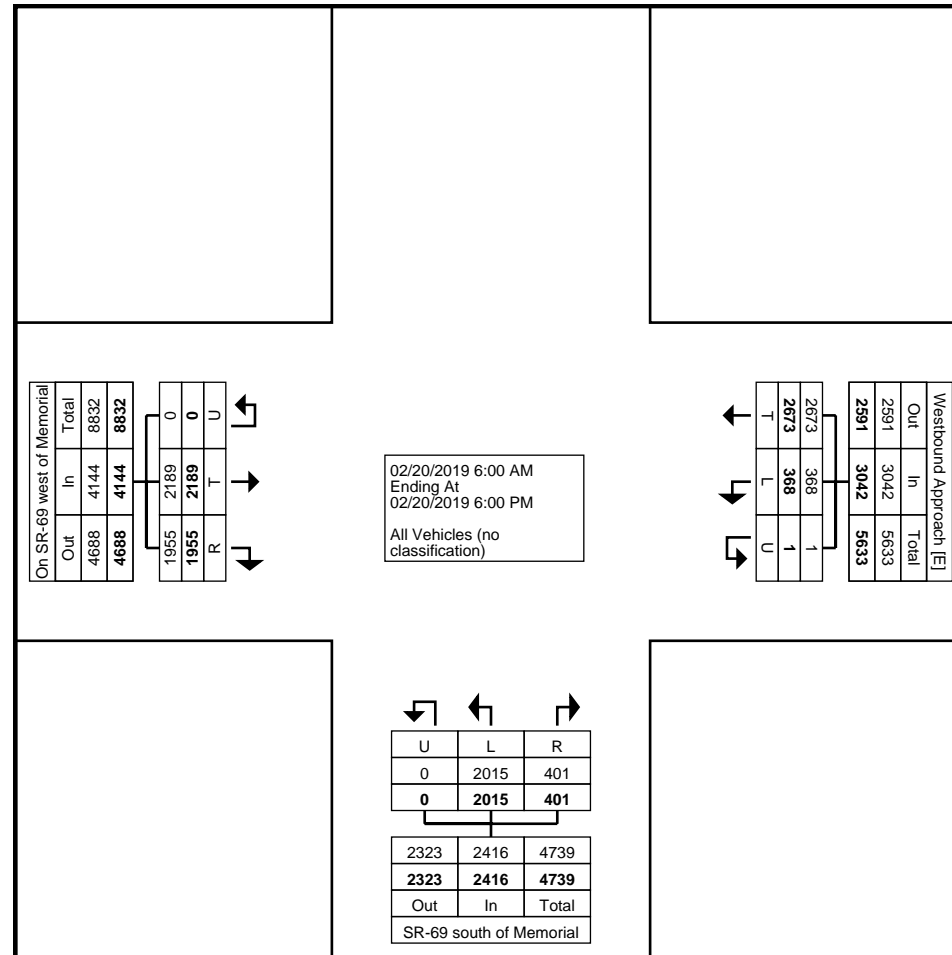 On SR-69 west of Memorial
Total In Out
8832 4144 4688
8832 4144 4688
0 2189 1955
0 2189 1955
U T R
02/20/2019 6:00 AM
Ending At
02/20/2019 6:00 PM
All Vehicles (no
classification)
Westbound Approach [E]
Out In Total
2591 3042 5633
2591 3042 5633
2673 368 1
2673 368 1
T L U
U L R
0 2015 401
0 2015 401
2323 2416 4739
2323 2416 4739
Out In Total
SR-69 south of Memorial